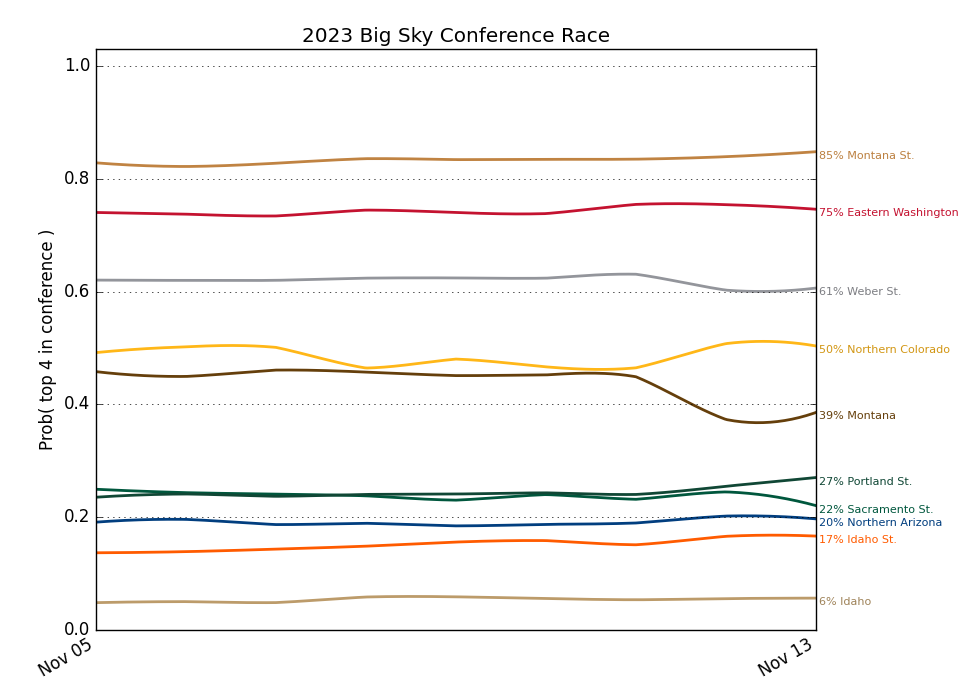 2023 Big Sky Conference Race
1.0
0.8
0.6
0.4
0.2
0.0
Prob( top 4 in conference )
Nov 05
Nov 13
85% Montana St.
75% Eastern Washington
61% Weber St.
50% Northern Colorado
39% Montana
27% Portland St.
22% Sacramento St.
20% Northern Arizona
17% Idaho St.
6% Idaho